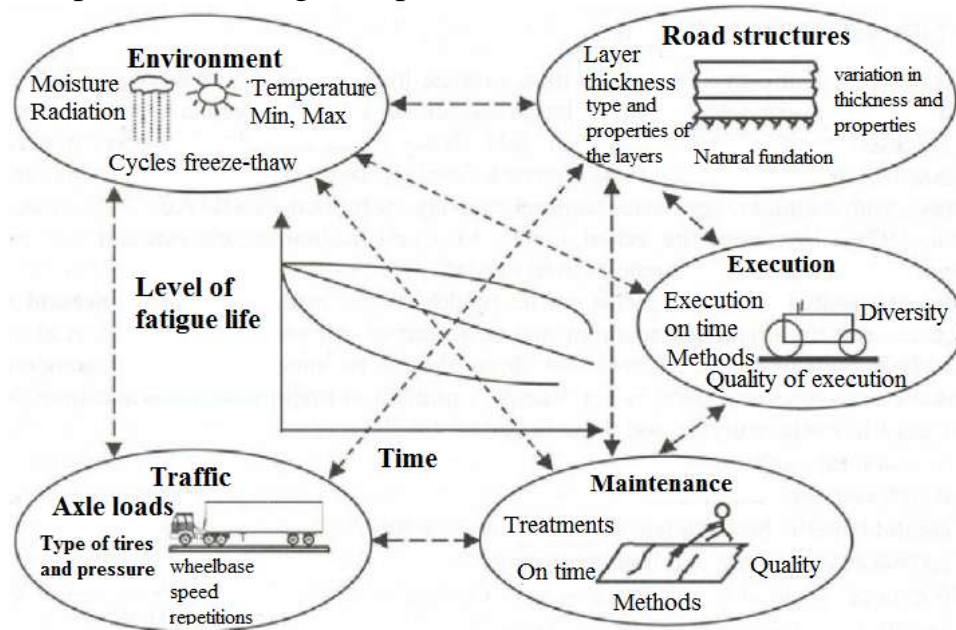 Environment
Moisture
Radiation
Temperature
Min, Max
Cycles freeze-thaw
Road structures
Layer
thickness
type and
properties of
the layers
variation in
thickness and
properties
Natural fundation
Level of
fatigue life
Time
Execution
Execution
on time
Methods
Diversity
Quality of execution
Traffic
Axle loads
Type of tires
and pressure
wheelbase
speed
repetitions
Maintenance
Treatments
On time
Quality
Methods